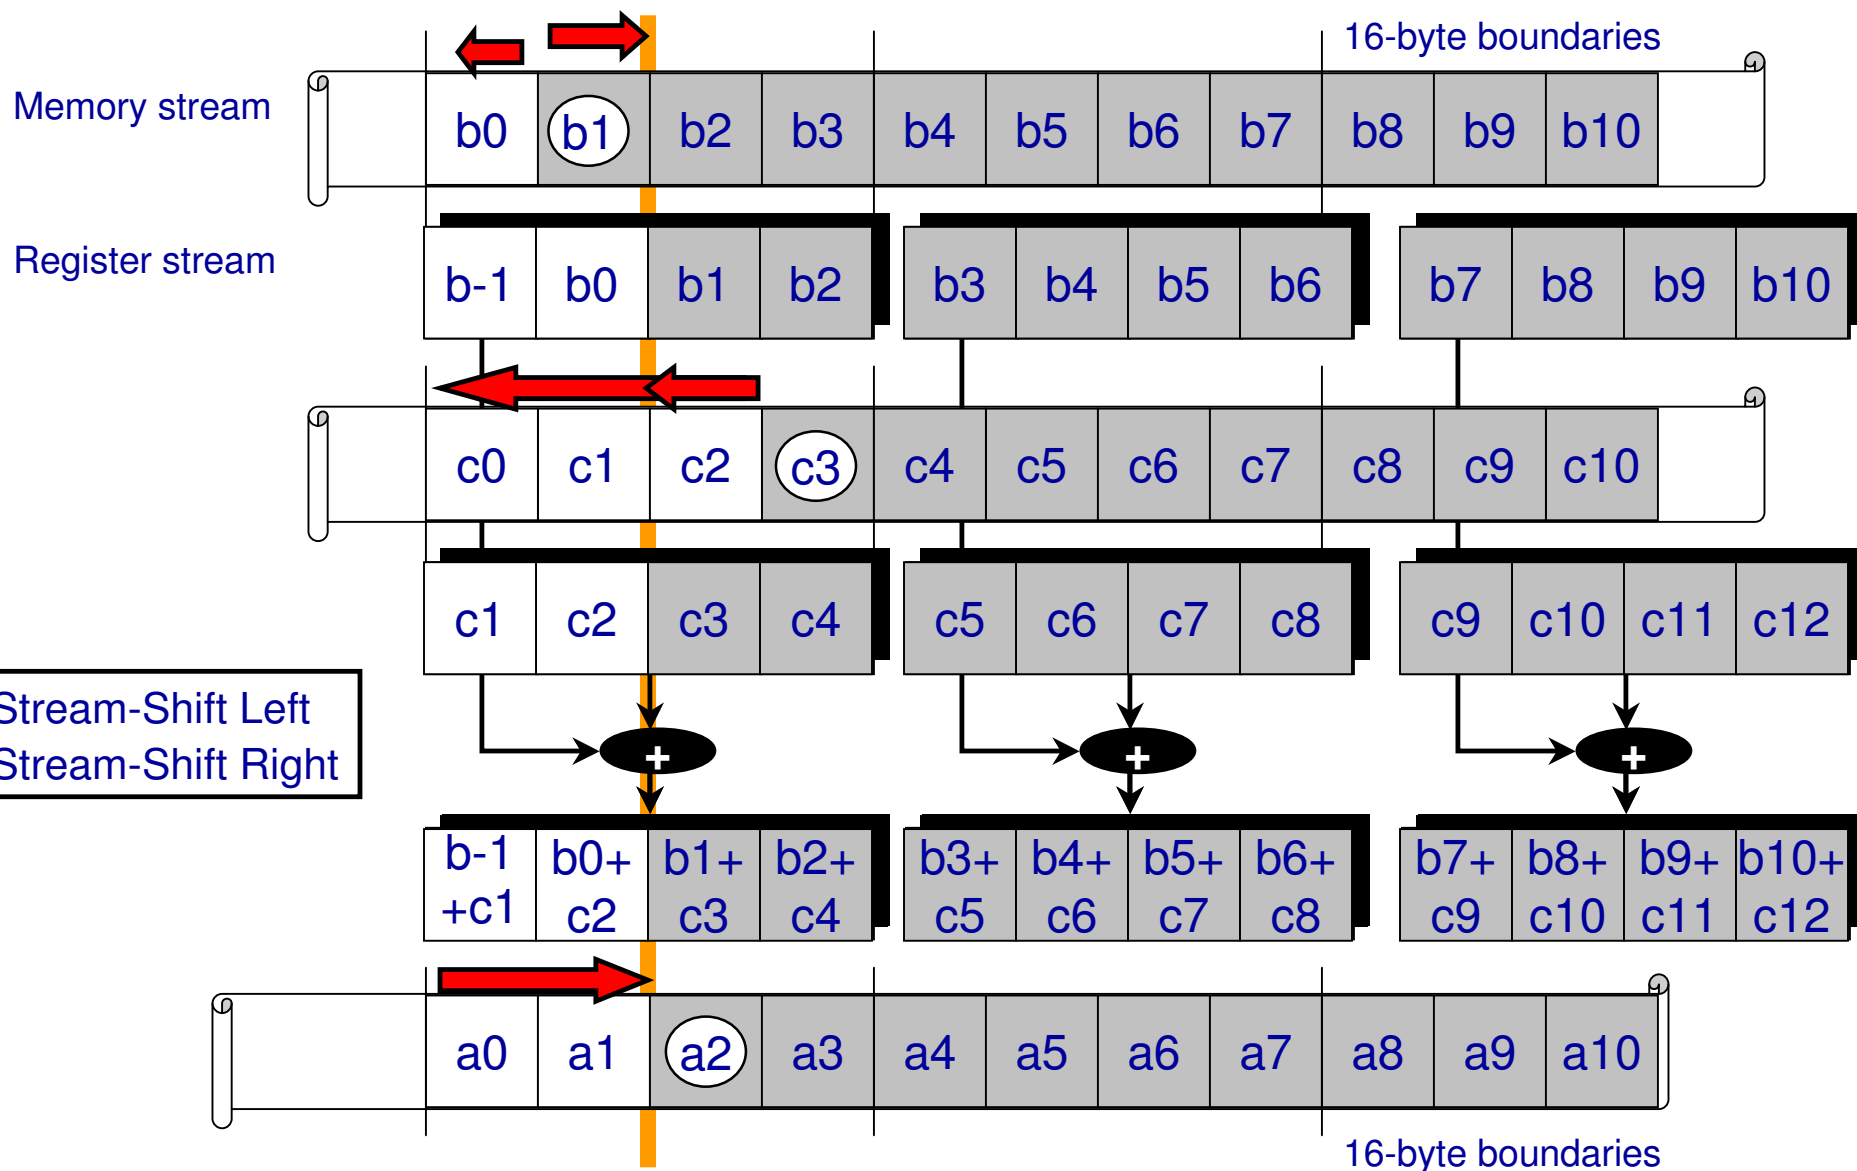 16-byte boundaries
Memory stream
b0 b1 b2 b3 b4 b5 b6 b7 b8 b9 b10
Register stream
b-1 b0 b1 b2 b3 b4 b5 b6 b7 b8 b9 b10
c0 c1 c2 c3 c4 c5 c6 c7 c8 c9 c10
c1 c2 c3 c4 c5 c6 c7 c8 c9 c10 c11 c12
Stream-Shift Left
Stream-Shift Right
+ + +
b-1 b0+ b1+ b2+ b3+ b4+ b5+ b6+ b7+ b8+ b9+ b10+
+c1 c2 c3 c4 c5 c6 c7 c8 c9 c10 c11 c12
a0 a1 a2 a3 a4 a5 a6 a7 a8 a9 a10
16-byte boundaries